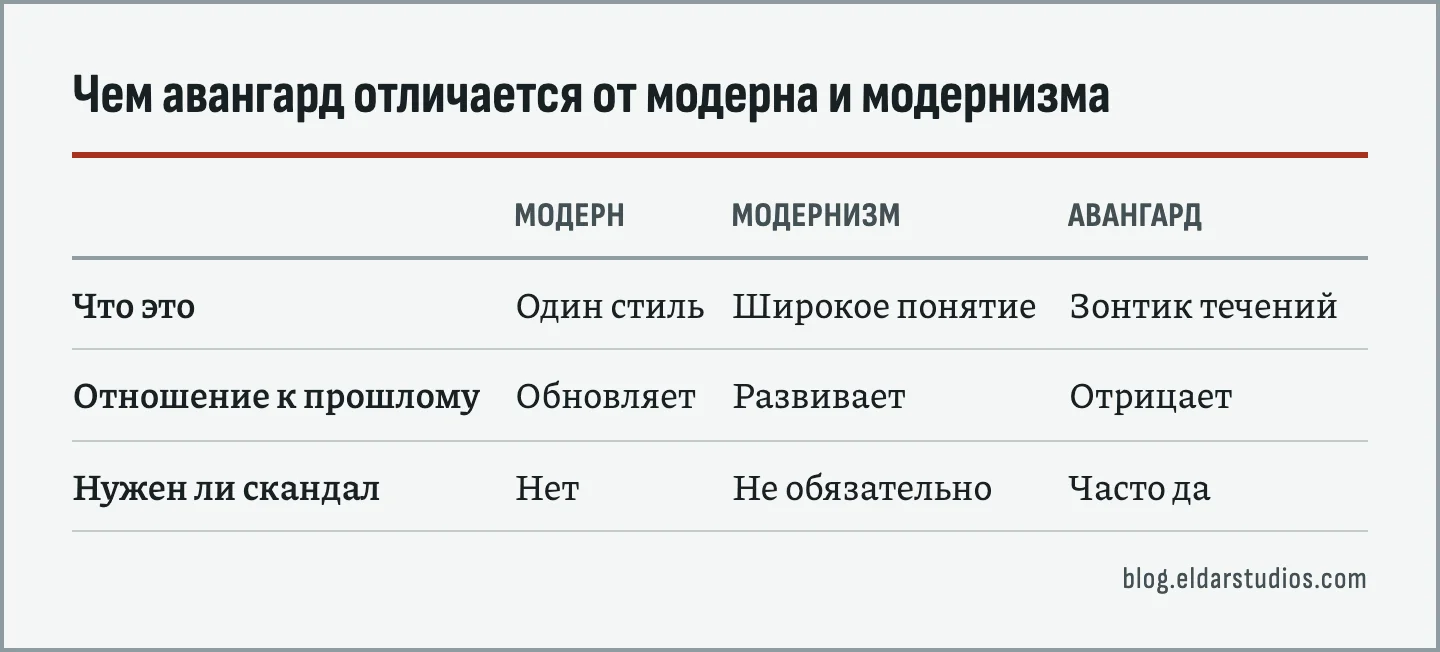 Чем авангард отличается от модерна и модернизма
МОДЕРН МОДЕРНИЗМ АВАНГАРД
Что это Один стиль Широкое понятие Зонтик течений
Отношение к прошлому Обновляет Развивает Отрицает
Нужен ли скандал Нет Не обязательно Часто да
blog.eldarstudios.com